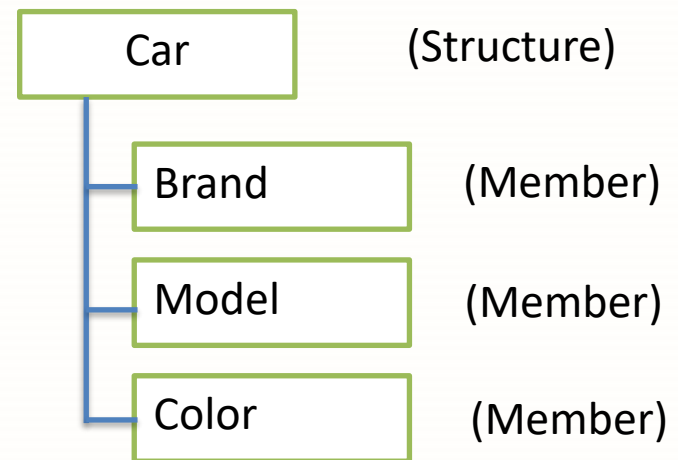 Car (Structure)
Brand (Member)
Model (Member)
Color (Member)